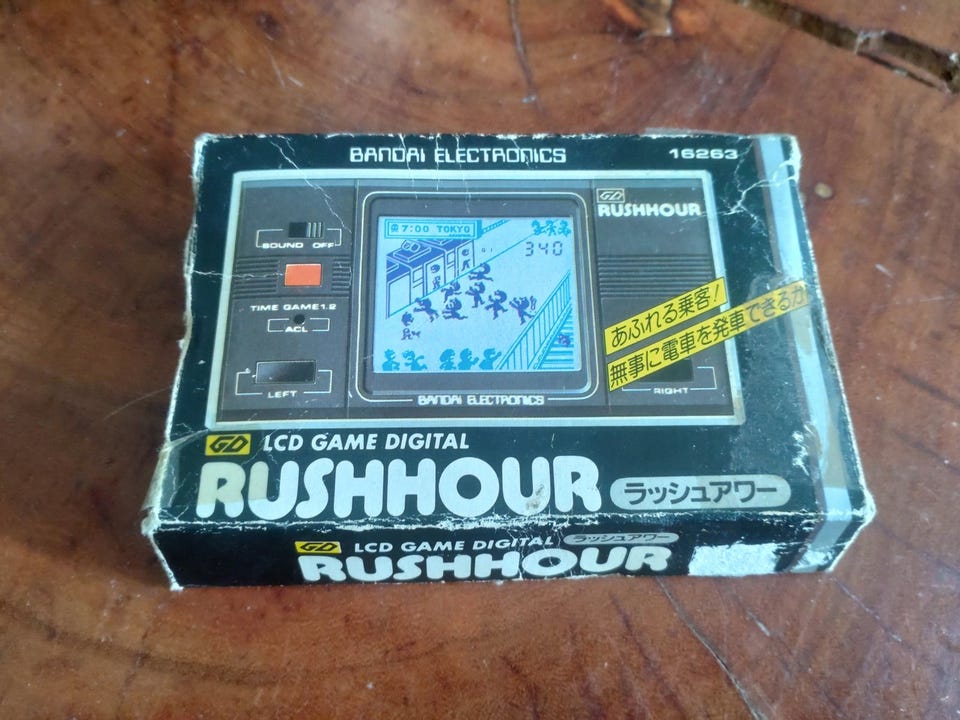 BANDAI ELECTRONICS
16263
GD
RUSHHOUR
SOUND OFF
7:00 TOKYO
340
TIME GAME1.2
ACL
LEFT
あふれる乗客!
無事に電車を発車できるか
RIGHT
BANDAI ELECTRONICS
GD LCD GAME DIGITAL
RUSHHOUR ラッシュアワー
GD LCD GAME DIGITAL ラッシュアワー
RUSHHOUR